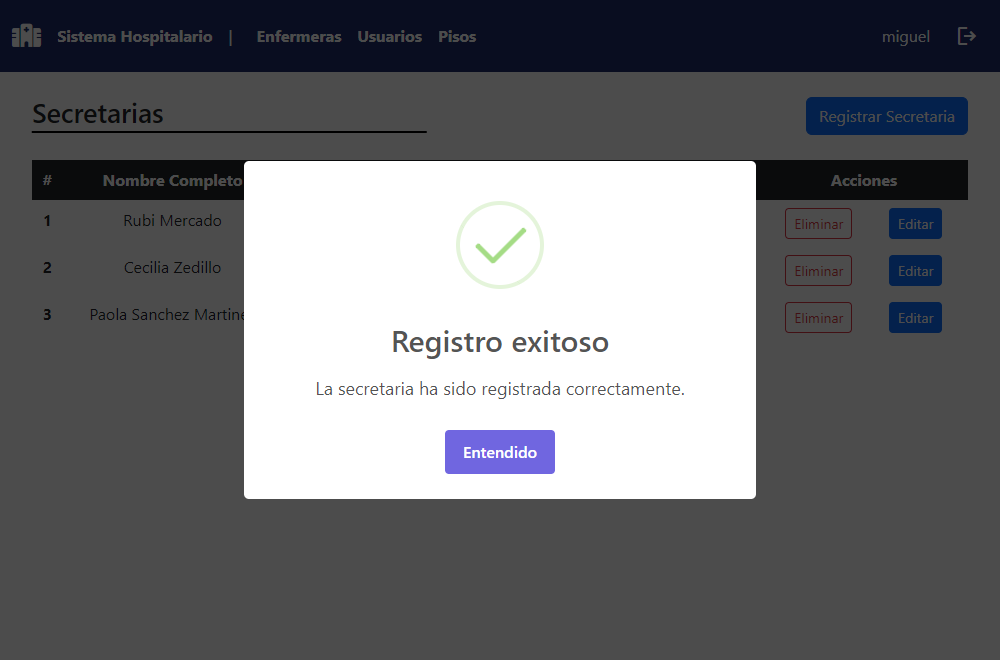 Sistema Hospitalario | Enfermeras Usuarios Pisos miguel
Secretarias Registrar Secretaria
# Nombre Completo Acciones
1 Rubi Mercado Eliminar Editar
2 Cecilia Zedillo Eliminar Editar
3 Paola Sanchez Eliminar Editar
Registro exitoso
La secretaria ha sido registrada correctamente.
Entendido